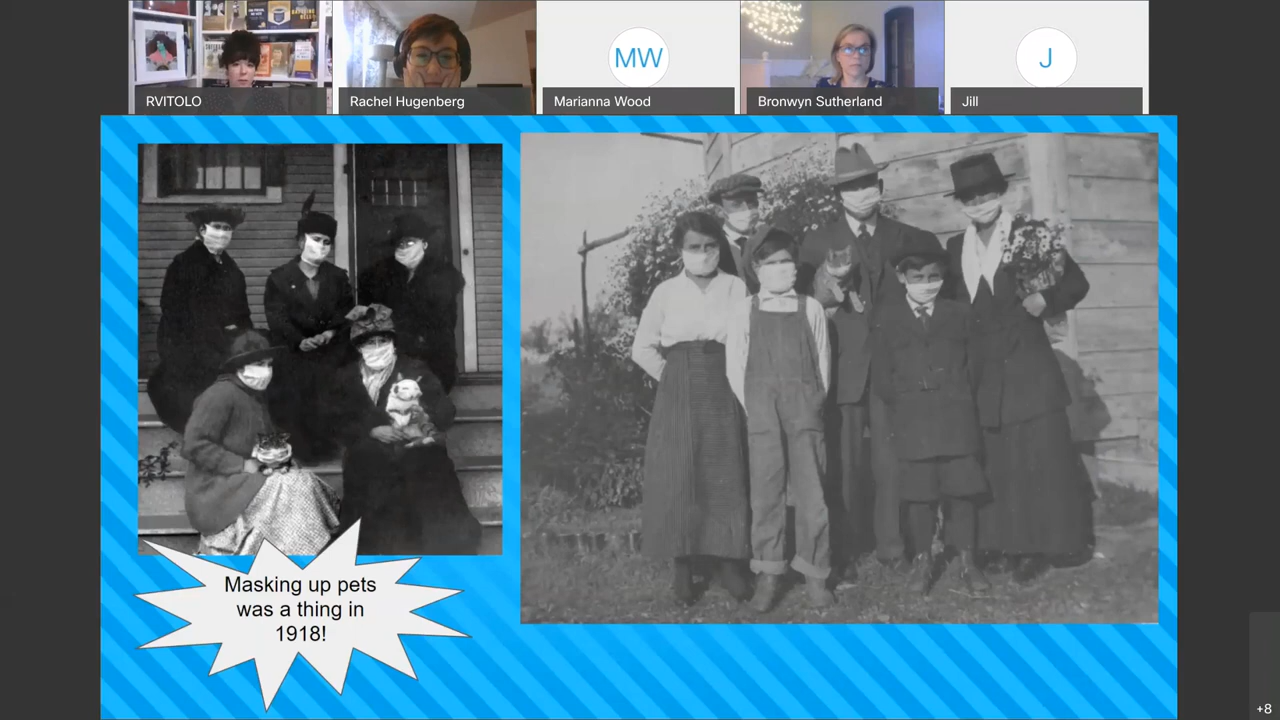 RVITOLO
Rachel Hugenberg
MW
Marianna Wood
Bronwyn Sutherland
J
Jill
Masking up pets
was a thing in
1918!
+8